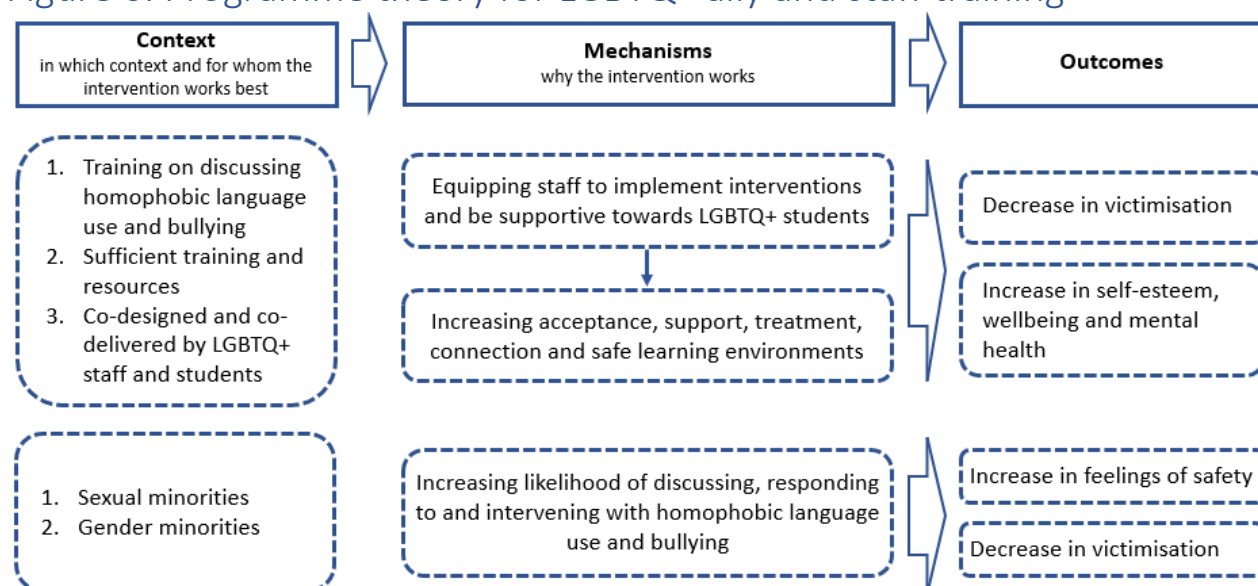 Context
in which context and for whom the
intervention works best
Mechanisms
why the intervention works
Outcomes
1. Training on discussing
homophobic language
use and bullying
2. Sufficient training and
resources
3. Co-designed and co-
delivered by LGBTQ+
staff and students
Equipping staff to implement interventions
and be supportive towards LGBTQ+ students
Increasing acceptance, support, treatment,
connection and safe learning environments
Decrease in victimisation
Increase in self-esteem,
wellbeing and mental
health
1. Sexual minorities
2. Gender minorities
Increasing likelihood of discussing, responding
to and intervening with homophobic language
use and bullying
Increase in feelings of safety
Decrease in victimisation